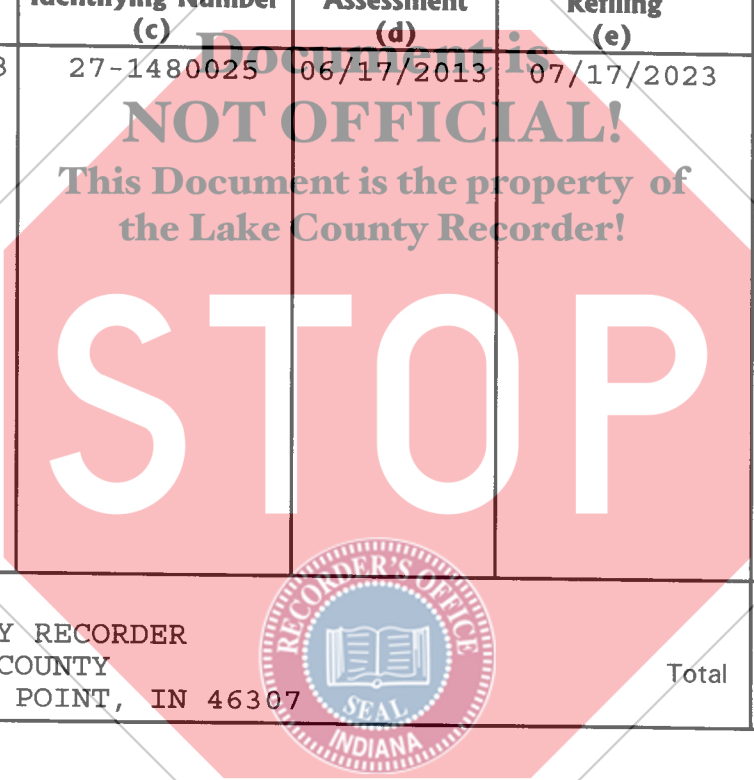 Identifying Number Assessment Refiling
(c) (d) (e)
Document is
3 27-1480025 06/17/2013 07/17/2023
NOT OFFICIAL!
This Document is the property of
the Lake County Recorder!
STOP
RECORDER'S OFFICE
SEAL
INDIANA
Y RECORDER
COUNTY
Total
POINT, IN 46307